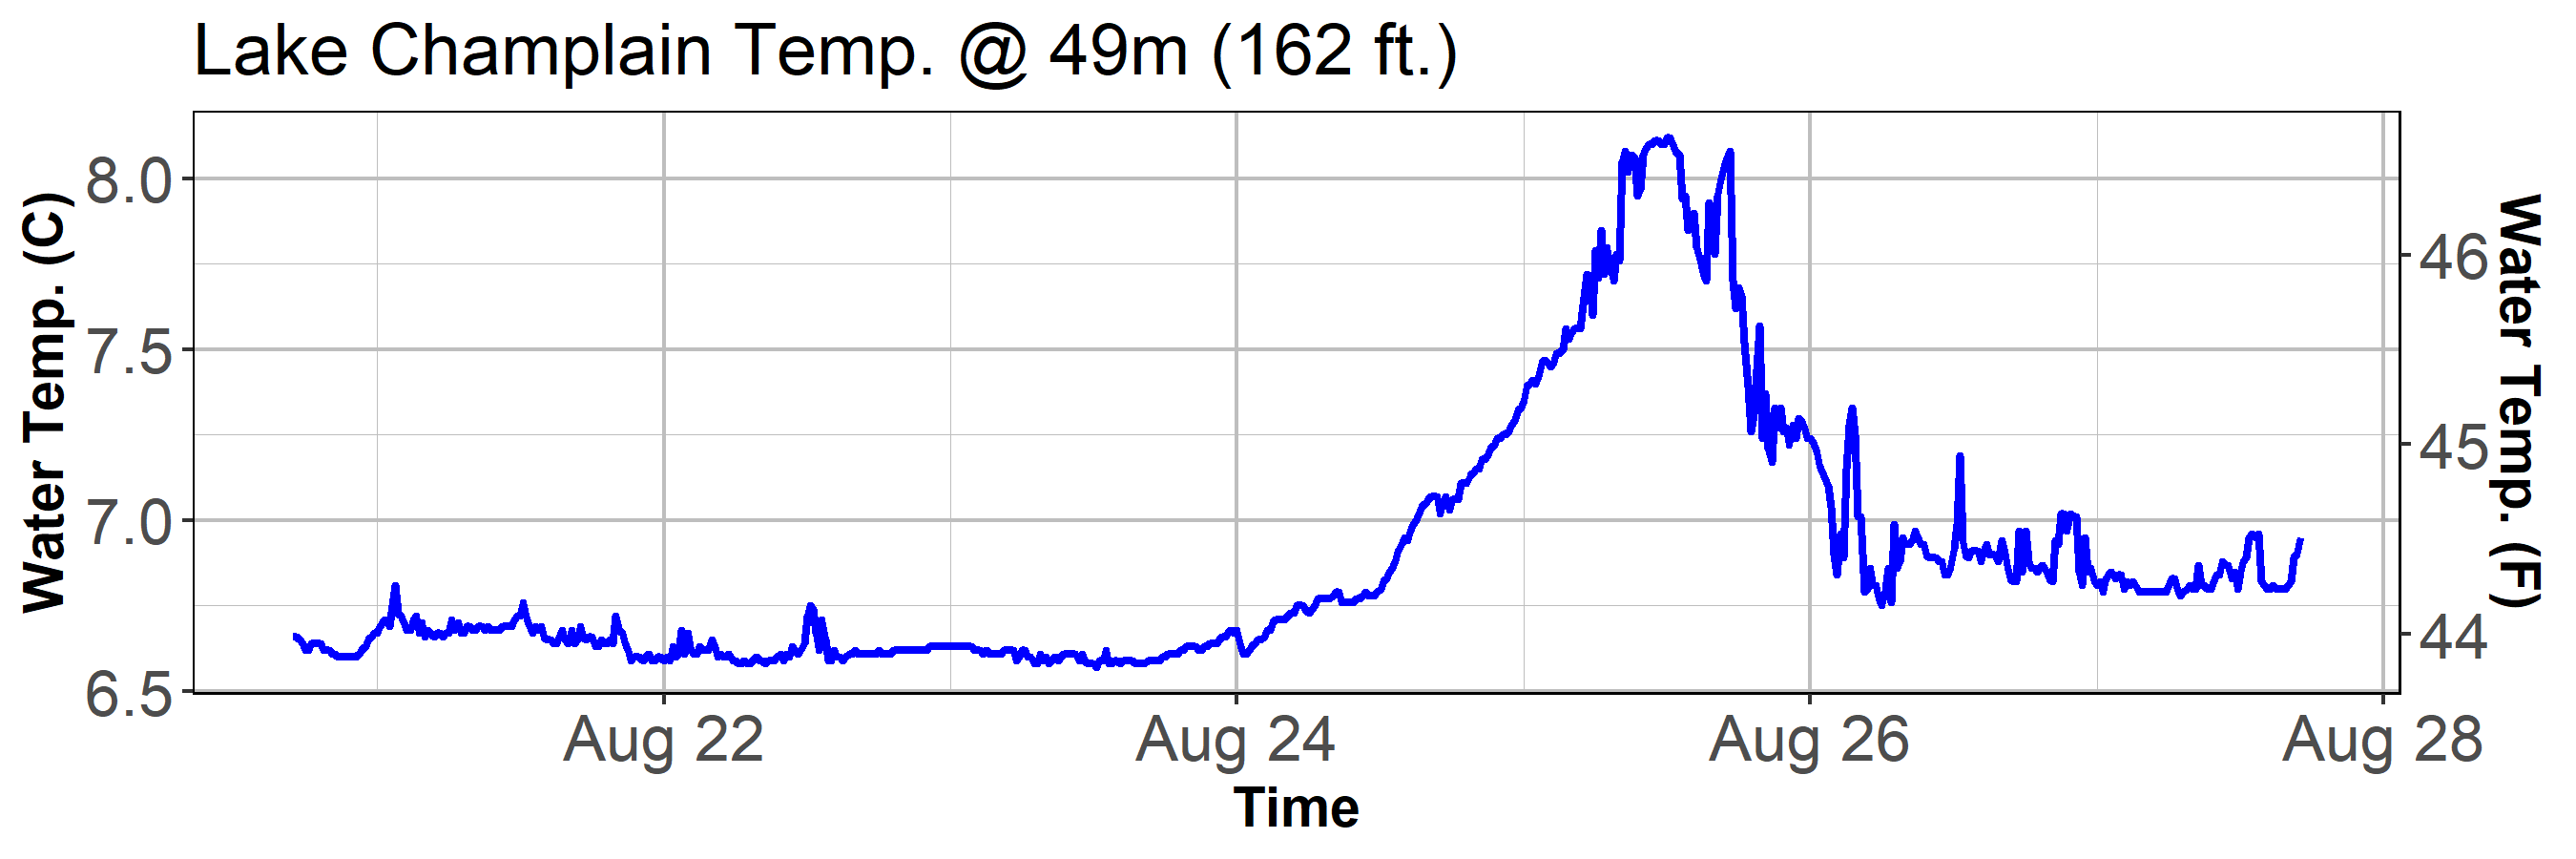 Lake Champlain Temp. @ 49m (162 ft.)
Water Temp. (C)
8.0
7.5
7.0
6.5
46
45
44
Water Temp. (F)
Aug 22
Aug 24
Aug 26
Aug 28
Time